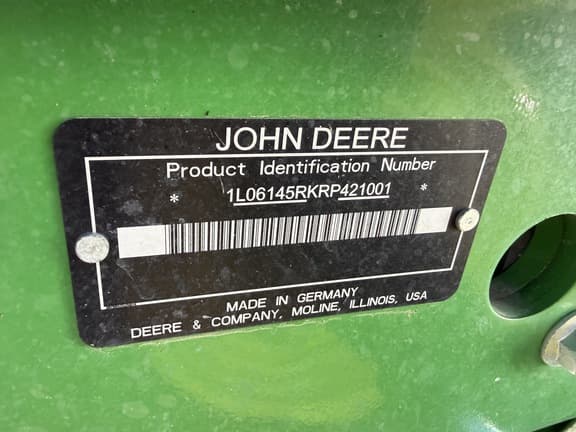 JOHN DEERE
Product Identification Number
* 1L06145RKRP421001 *
MADE IN GERMANY
DEERE & COMPANY, MOLINE, ILLINOIS, USA